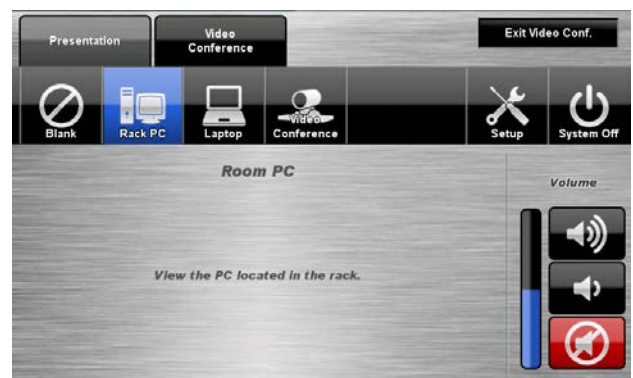 Presentation
Video
Conference
Exit Video Conf.
Blank
Rack PC
Laptop
Video
Conference
Setup
System Off
Room PC
Volume
View the PC located in the rack.